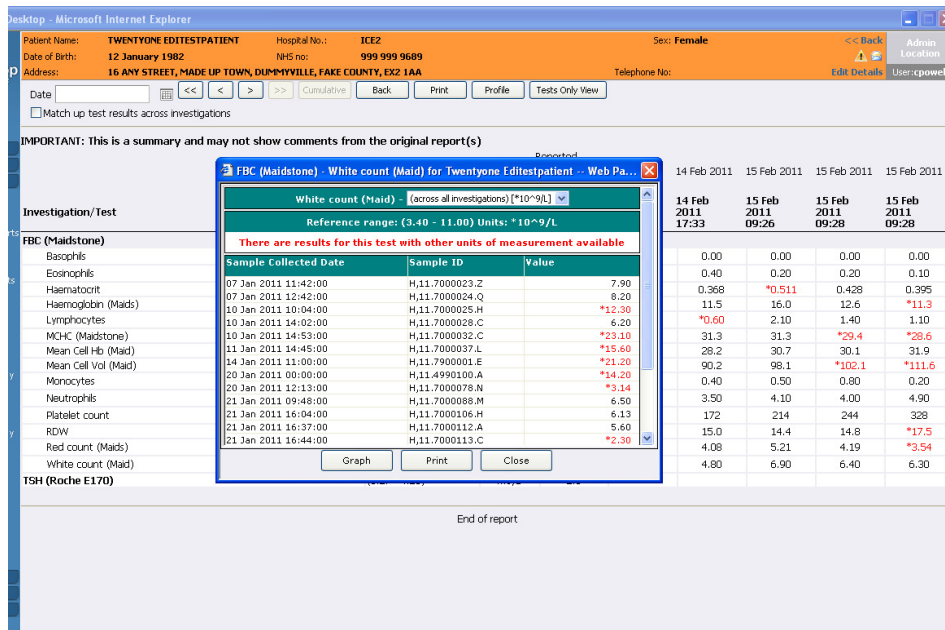 Desktop - Microsoft Internet Explorer
Patient Name: TWENTYONE EDITESTPATIENT Hospital No.: ICE2 Sex: Female << Back
Date of Birth: 12 January 1982 NHS no: 999 999 9689
Address: 16 ANY STREET, MADE UP TOWN, DUMMYVILLE, FAKE COUNTY, EX2 1AA Telephone No: Edit Details
Admin
Location
User:cpowel
Date << < > >> Cumulative Back Print Profile Tests Only View
Match up test results across investigations
IMPORTANT: This is a summary and may not show comments from the original report(s)
Reported
14 Feb 2011 15 Feb 2011 15 Feb 2011 15 Feb 2011
Investigation/Test
14 Feb 2011 17:33 15 Feb 2011 09:26 15 Feb 2011 09:28 15 Feb 2011 09:28
FBC (Maidstone)
Basophils 0.00 0.00 0.00 0.00
Eosinophils 0.40 0.20 0.20 0.10
Haematocrit 0.368 *0.511 0.428 0.395
Haemoglobin (Maids) 11.5 16.0 12.6 *11.3
Lymphocytes *0.60 2.10 1.40 1.10
MCHC (Maidstone) 31.3 31.3 *29.4 *28.6
Mean Cell Hb (Maid) 28.2 30.7 30.1 31.9
Mean Cell Vol (Maid) 90.2 98.1 *102.1 *111.6
Monocytes 0.40 0.50 0.80 0.20
Neutrophils 3.50 4.10 4.00 4.90
Platelet count 172 214 244 328
RDW 15.0 14.4 14.8 *17.5
Red count (Maids) 4.08 5.21 4.19 *3.54
White count (Maid) 4.80 6.90 6.40 6.30
TSH (Roche E170)
End of report
FBC (Maidstone) - White count (Maid) for Twentyone Editestpatient -- Web Pa...
White count (Maid) - (across all investigations) [*10^9/L]
Reference range: (3.40 - 11.00) Units: *10^9/L
There are results for this test with other units of measurement available
Sample Collected Date Sample ID Value
07 Jan 2011 11:42:00 H,11.7000023.Z 7.90
07 Jan 2011 12:42:00 H,11.7000024.Q 8.20
10 Jan 2011 10:04:00 H,11.7000025.H *12.30
10 Jan 2011 14:02:00 H,11.7000028.C 6.20
10 Jan 2011 14:53:00 H,11.7000032.C *23.10
11 Jan 2011 14:45:00 H,11.7000037.L *15.60
14 Jan 2011 11:00:00 H,11.7900001.E *21.20
20 Jan 2011 00:00:00 H,11.4990100.A *14.20
20 Jan 2011 12:13:00 H,11.7000078.N *3.14
21 Jan 2011 09:48:00 H,11.7000088.M 6.50
21 Jan 2011 16:04:00 H,11.7000106.H 6.13
21 Jan 2011 16:37:00 H,11.7000112.A 5.60
21 Jan 2011 16:44:00 H,11.7000113.C *2.30
Graph Print Close